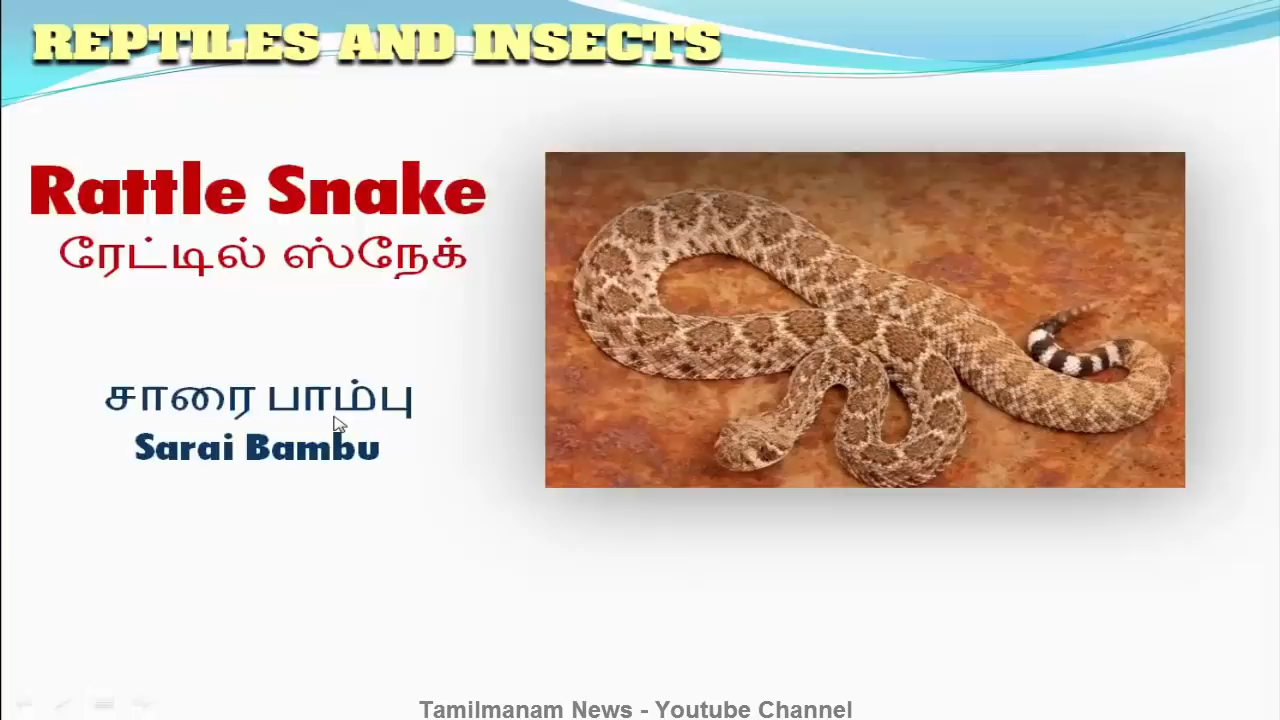 REPTILES AND INSECTS
Rattle Snake
ரேட்டில் ஸ்நேக்
சாரை பாம்பு
Sarai Bambu
Tamilmanam News - Youtube Channel